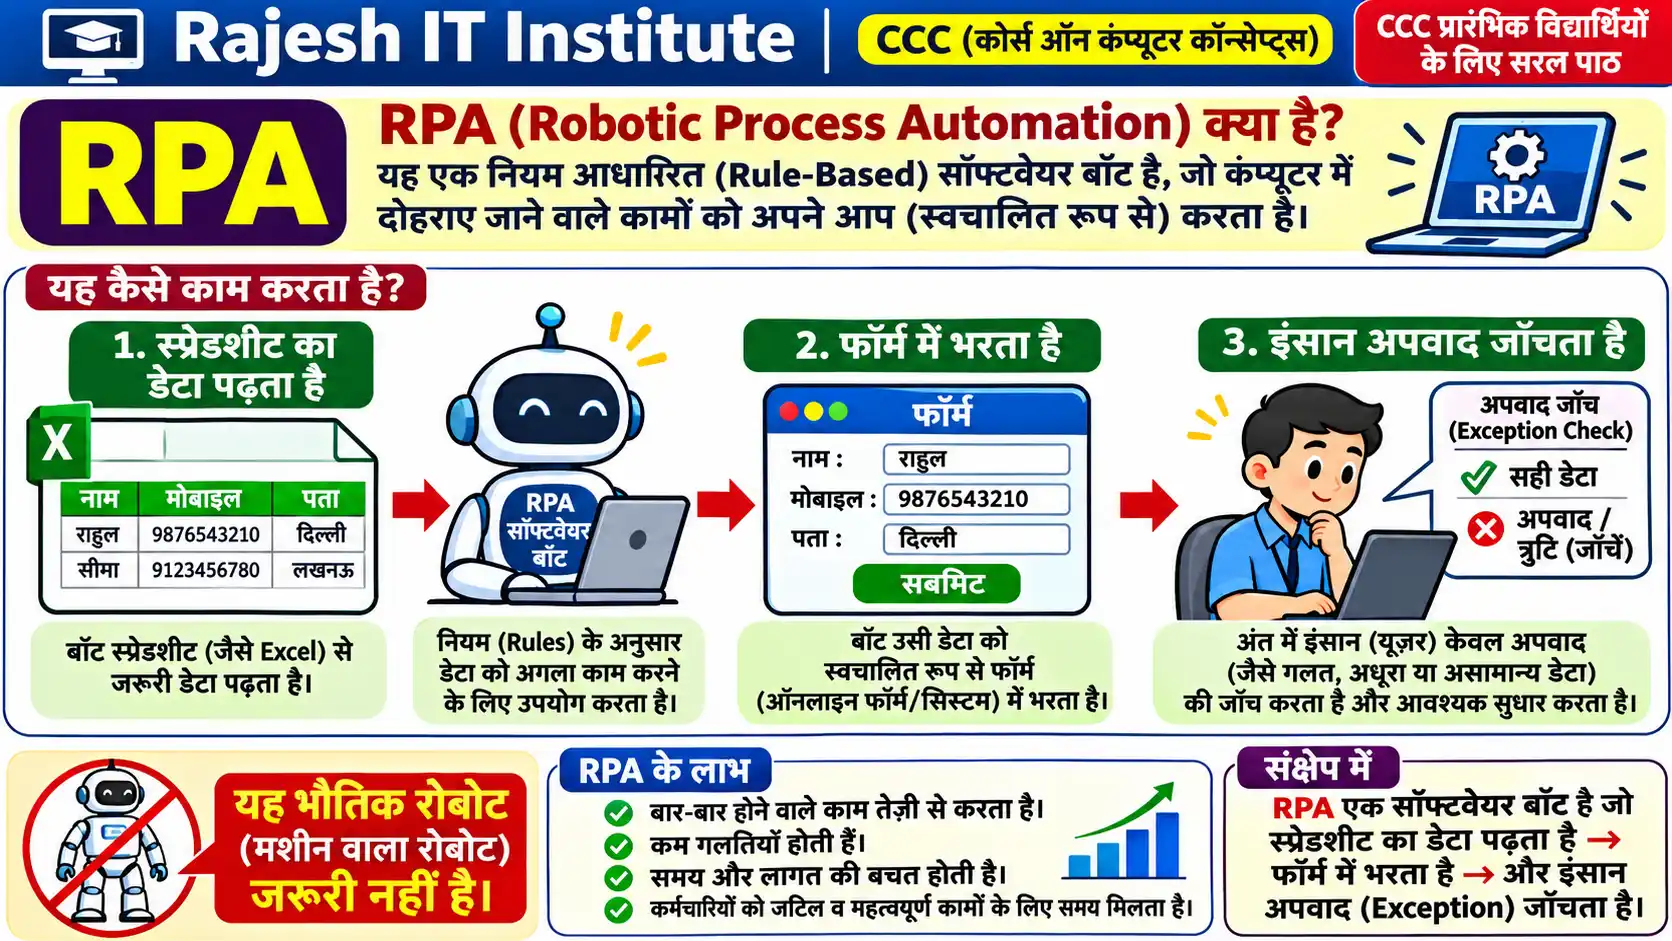 Rajesh IT Institute
CCC (कोर्स ऑन कंप्यूटर कॉन्सेप्ट्स)
CCC प्रारंभिक विद्यार्थियों
के लिए सरल पाठ
RPA
RPA (Robotic Process Automation) क्या है?
यह एक नियम आधारित (Rule-Based) सॉफ्टवेयर बॉट है, जो कंप्यूटर में
दोहराए जाने वाले कामों को अपने आप (स्वचालित रूप से) करता है।
RPA
यह कैसे काम करता है?
1. स्प्रेडशीट का
डेटा पढ़ता है
X
नाम मोबाइल पता
राहुल 9876543210 दिल्ली
सीमा 9123456780 लखनऊ
बॉट स्प्रेडशीट (जैसे Excel) से
जरूरी डेटा पढ़ता है।
RPA
सॉफ्टवेयर
बॉट
नियम (Rules) के अनुसार
डेटा को अगला काम करने
के लिए उपयोग करता है।
2. फॉर्म में भरता है
फॉर्म
नाम : राहुल
मोबाइल : 9876543210
पता : दिल्ली
सबमिट
बॉट उसी डेटा को
स्वचालित रूप से फॉर्म
(ऑनलाइन फॉर्म/सिस्टम) में भरता है।
3. इंसान अपवाद जाँचता है
अपवाद जाँच
(Exception Check)
सही डेटा
अपवाद /
त्रुटि (जाँचें)
अंत में इंसान (यूज़र) केवल अपवाद
(जैसे गलत, अधूरा या असामान्य डेटा)
की जाँच करता है और आवश्यक सुधार करता है।
यह भौतिक रोबोट
(मशीन वाला रोबोट)
जरूरी नहीं है।
RPA के लाभ
बार-बार होने वाले काम तेज़ी से करता है।
कम गलतियाँ होती हैं।
समय और लागत की बचत होती है।
कर्मचारियों को जटिल व महत्वपूर्ण कामों के लिए समय मिलता है।
संक्षेप में
RPA एक सॉफ्टवेयर बॉट है जो
स्प्रेडशीट का डेटा पढ़ता है →
फॉर्म में भरता है → और इंसान
अपवाद (Exception) जाँचता है।